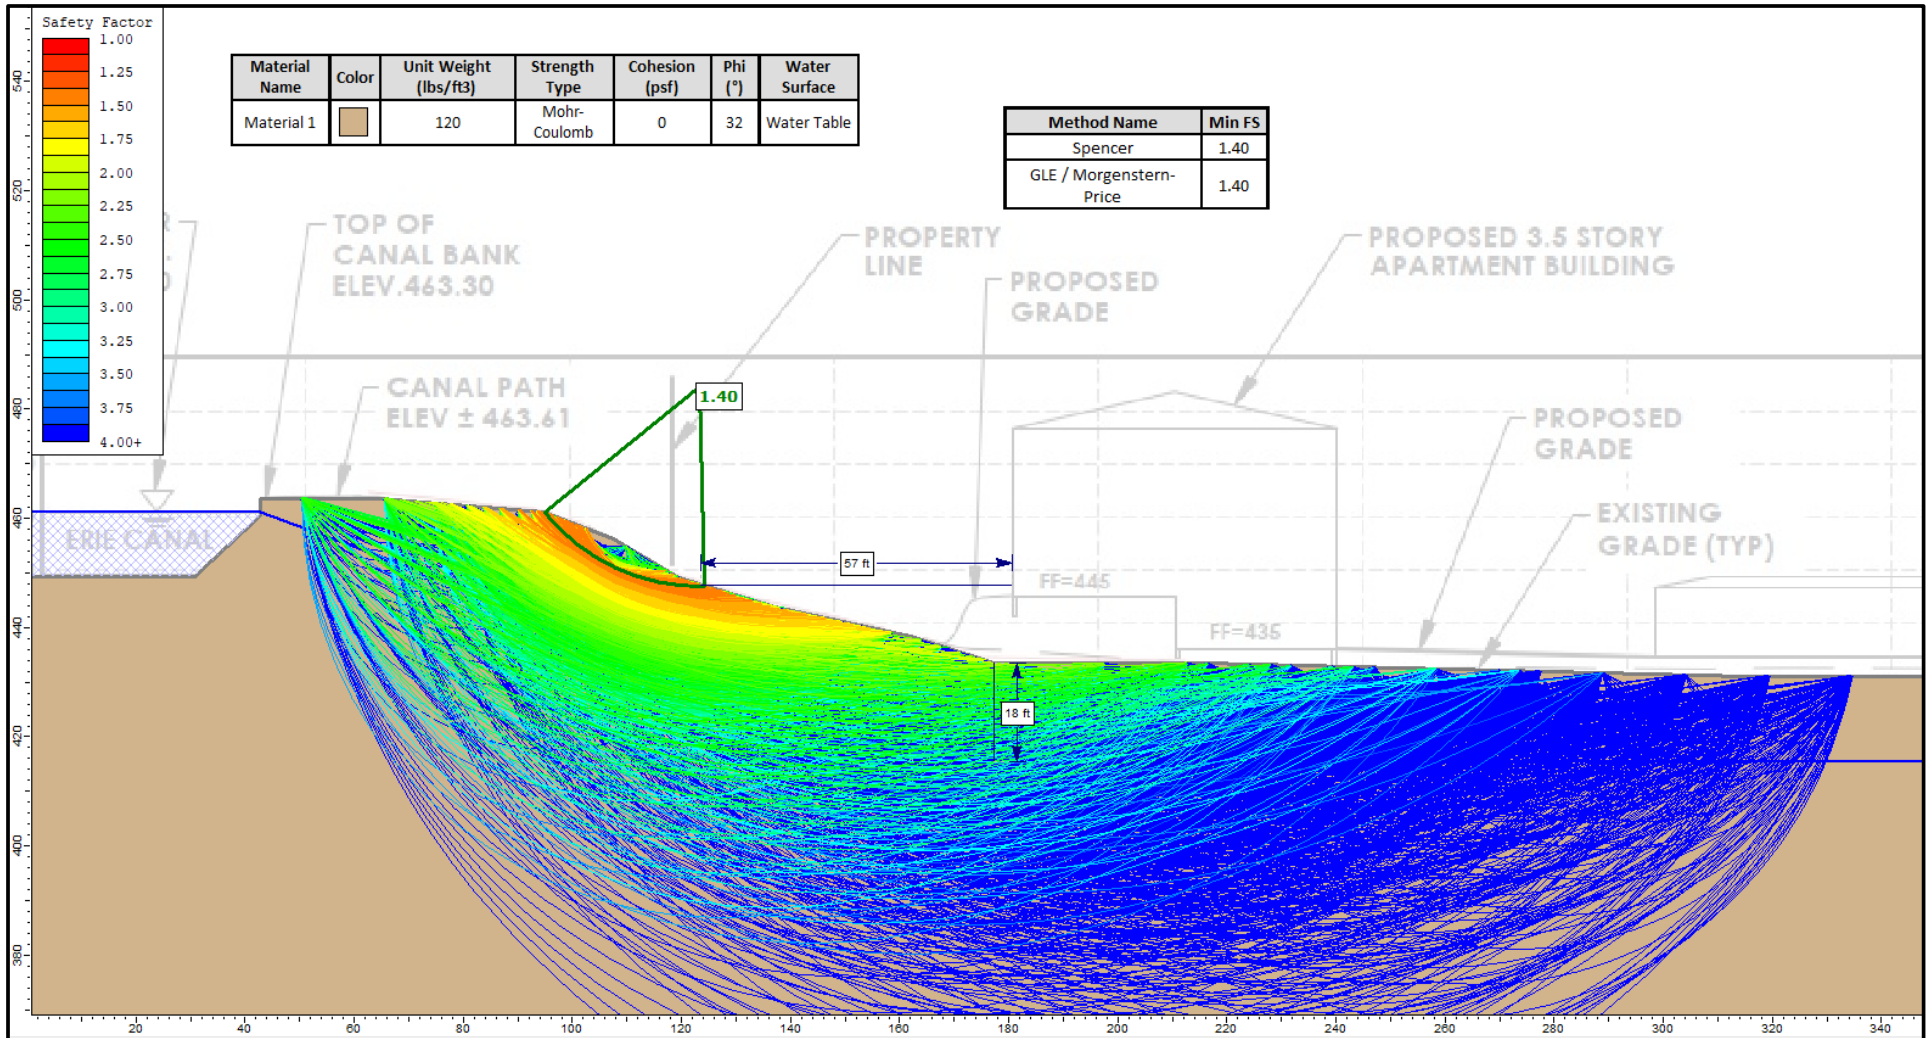 Safety Factor
1.00
1.25
1.50
1.75
2.00
2.25
2.50
2.75
3.00
3.25
3.50
3.75
4.00+
Material Name Color Unit Weight (lbs/ft3) Strength Type Cohesion (psf) Phi (°) Water Surface
Material 1 120 Mohr-Coulomb 0 32 Water Table
Method Name Min FS
Spencer 1.40
GLE / Morgenstern-Price 1.40
TOP OF
CANAL BANK
ELEV.463.30
PROPERTY
LINE
PROPOSED
GRADE
PROPOSED 3.5 STORY
APARTMENT BUILDING
CANAL PATH
ELEV ± 463.61
1.40
PROPOSED
GRADE
EXISTING
GRADE (TYP)
ERIE CANAL
57 ft
FF=445
FF=435
18 ft
540
520
500
480
460
440
420
400
380
20 40 60 80 100 120 140 160 180 200 220 240 260 280 300 320 340